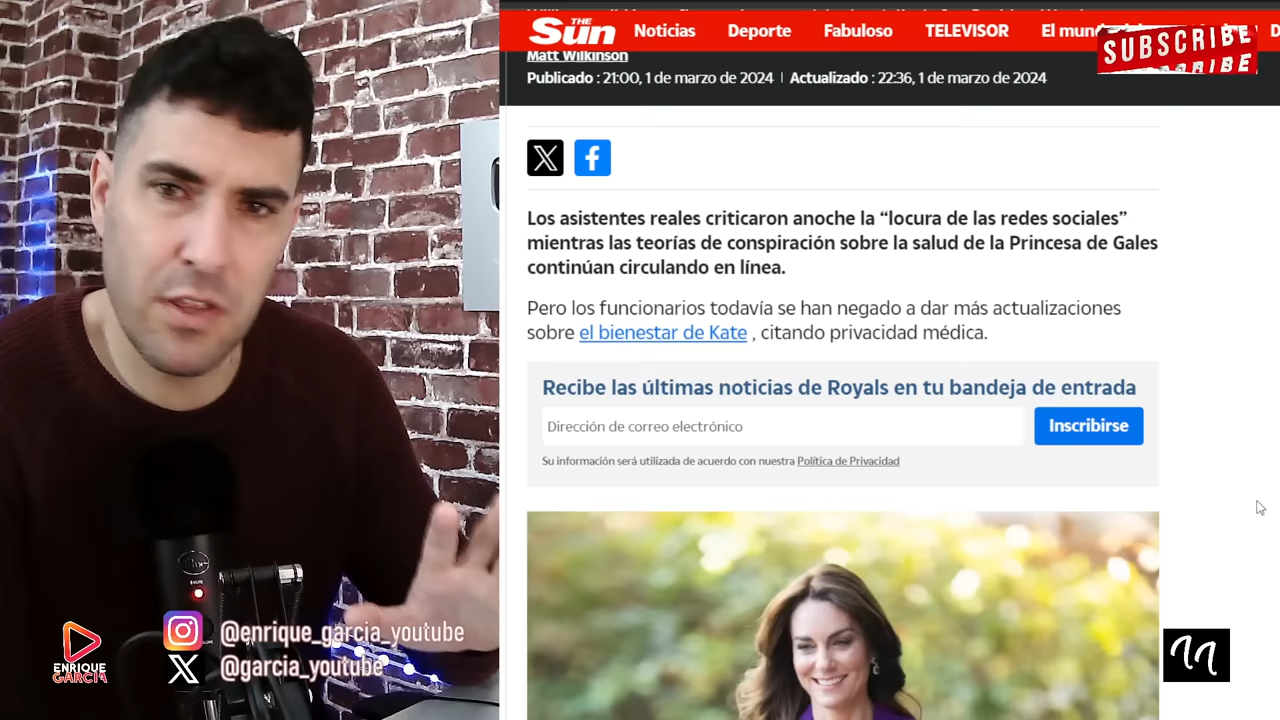 THE
Sun
Noticias
Deporte
Fabuloso
TELEVISOR
SUBSCRIBE
Matt Wilkinson
Publicado : 21:00, 1 de marzo de 2024 | Actualizado : 22:36, 1 de marzo de 2024
X f
Los asistentes reales criticaron anoche la “locura de las redes sociales”
mientras las teorías de conspiración sobre la salud de la Princesa de Gales
continúan circulando en línea.
Pero los funcionarios todavía se han negado a dar más actualizaciones
sobre el bienestar de Kate , citando privacidad médica.
Recibe las últimas noticias de Royals en tu bandeja de entrada
Dirección de correo electrónico
Inscribirse
Su información será utilizada de acuerdo con nuestra Política de Privacidad
@enrique_garcia_youtube
@garcia_youtube
ENRIQUE
GARCIA